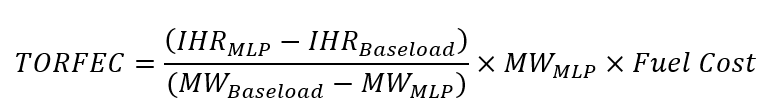 TORFEC = (IHR_MLP − IHR_Baseload) / (MW_Baseload − MW_MLP) × MW_MLP × Fuel Cost